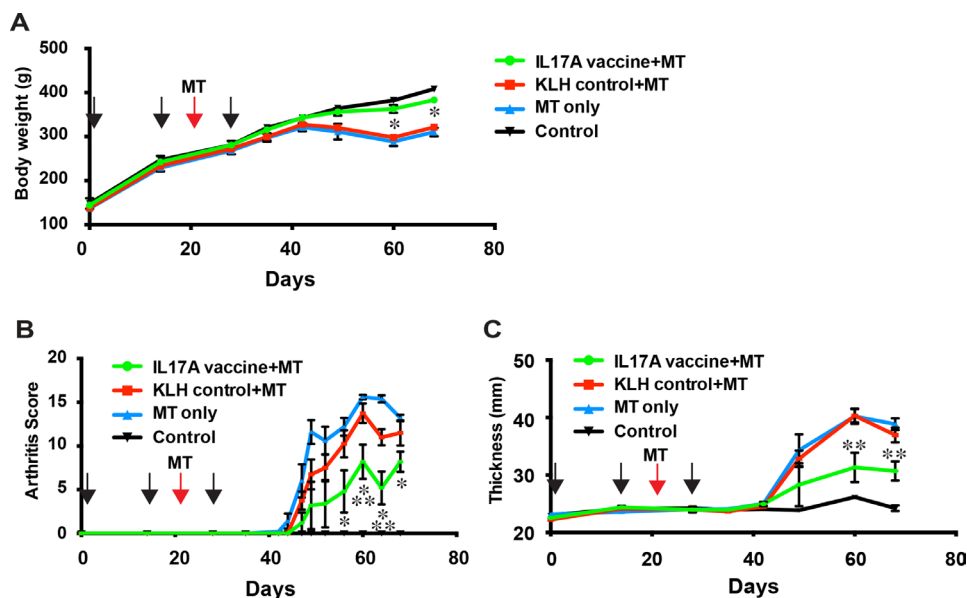 A
Body weight (g)
500
400
300
200
100
0
20
40
60
80
Days
MT
*
*
IL17A vaccine+MT
KLH control+MT
MT only
Control
B
Arthritis Score
20
15
10
5
0
0
20
40
60
80
Days
IL17A vaccine+MT
KLH control+MT
MT only
Control
MT
*
**
**
*
C
Thickness (mm)
50
40
30
20
0
20
40
60
80
Days
IL17A vaccine+MT
KLH control+MT
MT only
Control
MT
**
**